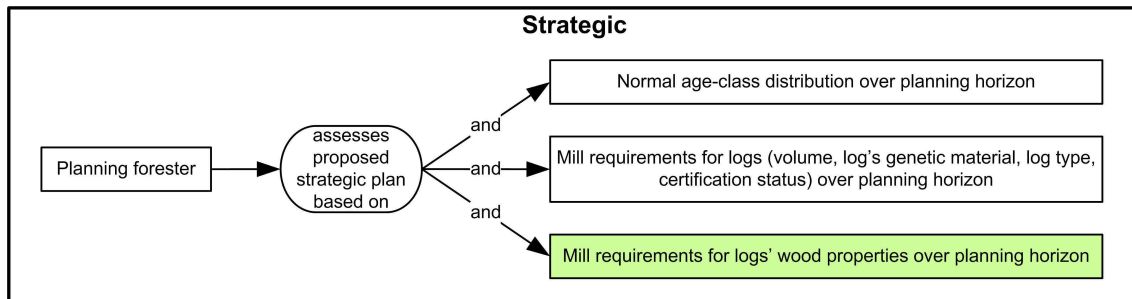 Strategic
Planning forester
assesses
proposed
strategic plan
based on
and
and
and
Normal age-class distribution over planning horizon
Mill requirements for logs (volume, log's genetic material, log type,
certification status) over planning horizon
Mill requirements for logs' wood properties over planning horizon